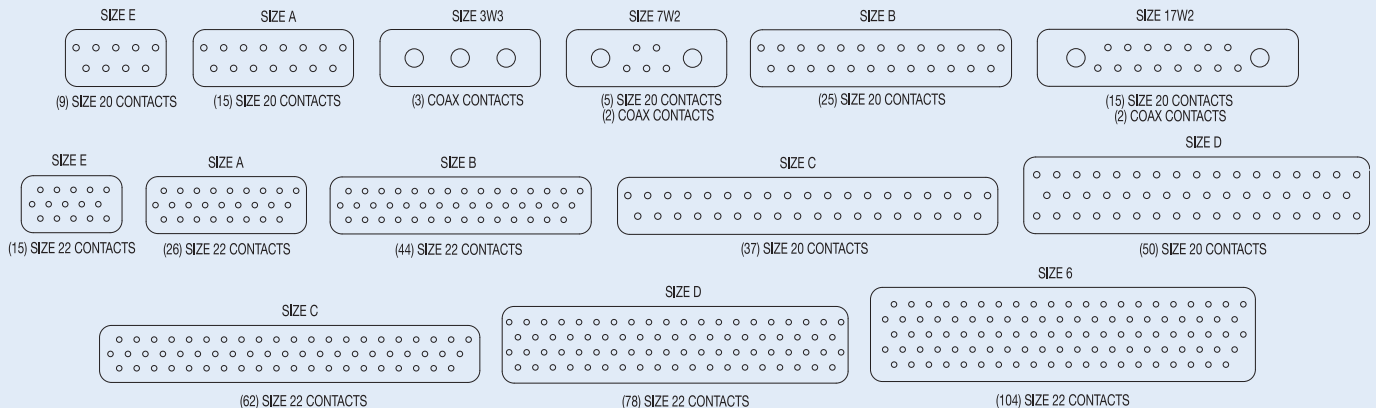 SIZE E
SIZE A
SIZE 3W3
SIZE 7W2
SIZE B
SIZE 17W2
(9) SIZE 20 CONTACTS
(15) SIZE 20 CONTACTS
(3) COAX CONTACTS
(5) SIZE 20 CONTACTS
(2) COAX CONTACTS
(25) SIZE 20 CONTACTS
(15) SIZE 20 CONTACTS
(2) COAX CONTACTS
SIZE E
SIZE A
SIZE B
SIZE C
SIZE D
(15) SIZE 22 CONTACTS
(26) SIZE 22 CONTACTS
(44) SIZE 22 CONTACTS
(37) SIZE 20 CONTACTS
(50) SIZE 20 CONTACTS
SIZE C
SIZE D
SIZE 6
(62) SIZE 22 CONTACTS
(78) SIZE 22 CONTACTS
(104) SIZE 22 CONTACTS